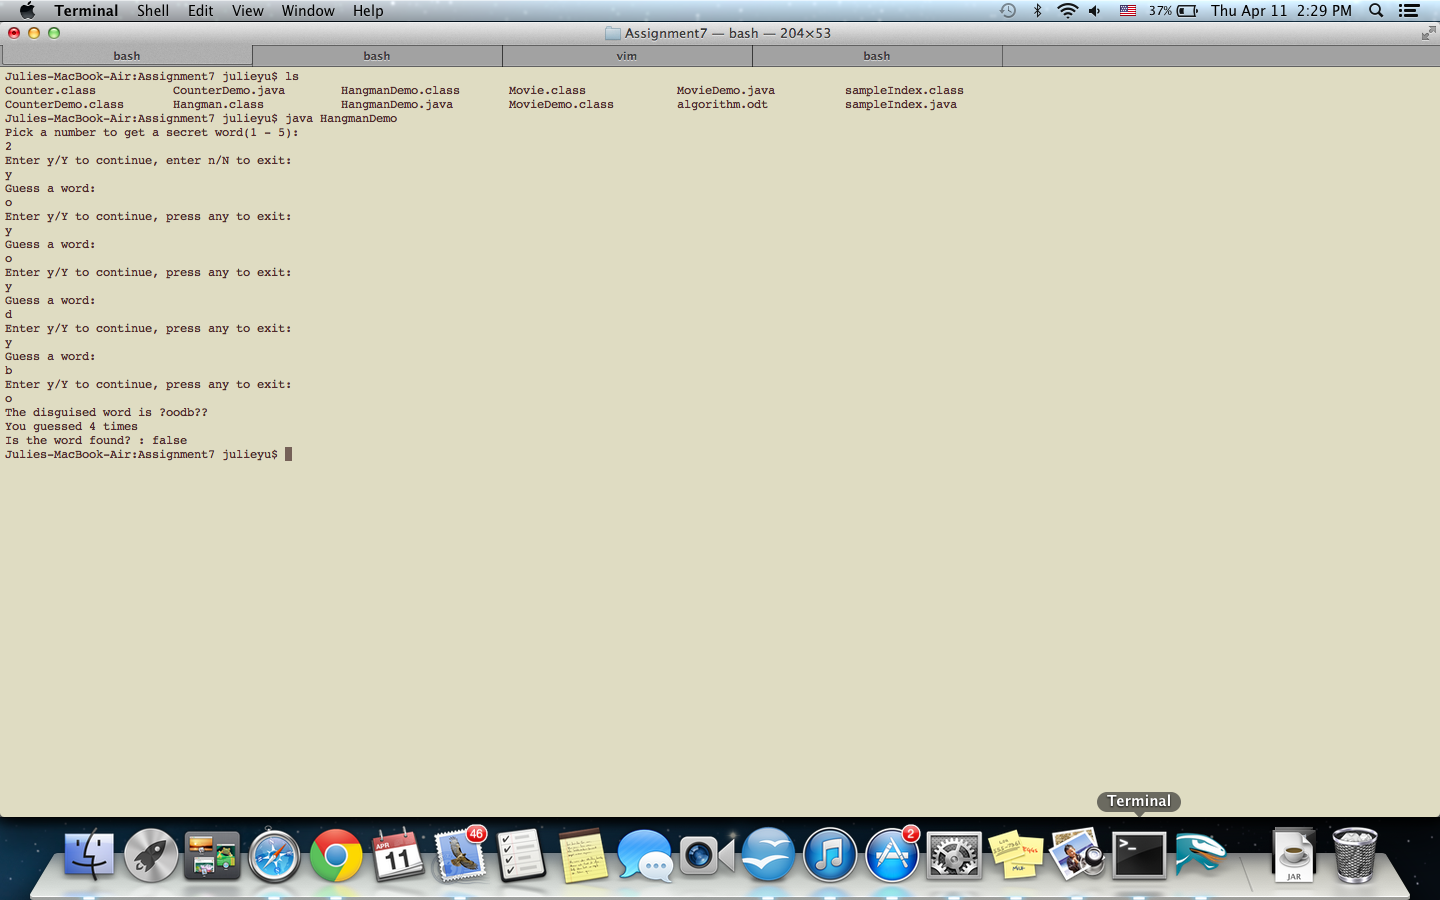 Terminal Shell Edit View Window Help 37% Thu Apr 11 2:29 PM
Assignment7 — bash — 204×53
bash bash vim bash
Julies-MacBook-Air:Assignment7 julieyu$ ls
Counter.class CounterDemo.java HangmanDemo.class Movie.class MovieDemo.java sampleIndex.class
CounterDemo.class Hangman.class HangmanDemo.java MovieDemo.class algorithm.odt sampleIndex.java
Julies-MacBook-Air:Assignment7 julieyu$ java HangmanDemo
Pick a number to get a secret word(1 - 5):
2
Enter y/Y to continue, enter n/N to exit:
y
Guess a word:
o
Enter y/Y to continue, press any to exit:
y
Guess a word:
o
Enter y/Y to continue, press any to exit:
y
Guess a word:
d
Enter y/Y to continue, press any to exit:
y
Guess a word:
b
Enter y/Y to continue, press any to exit:
o
The disguised word is ?oodb??
You guessed 4 times
Is the word found? : false
Julies-MacBook-Air:Assignment7 julieyu$
Terminal
APR
11
46
2
>_
JAR